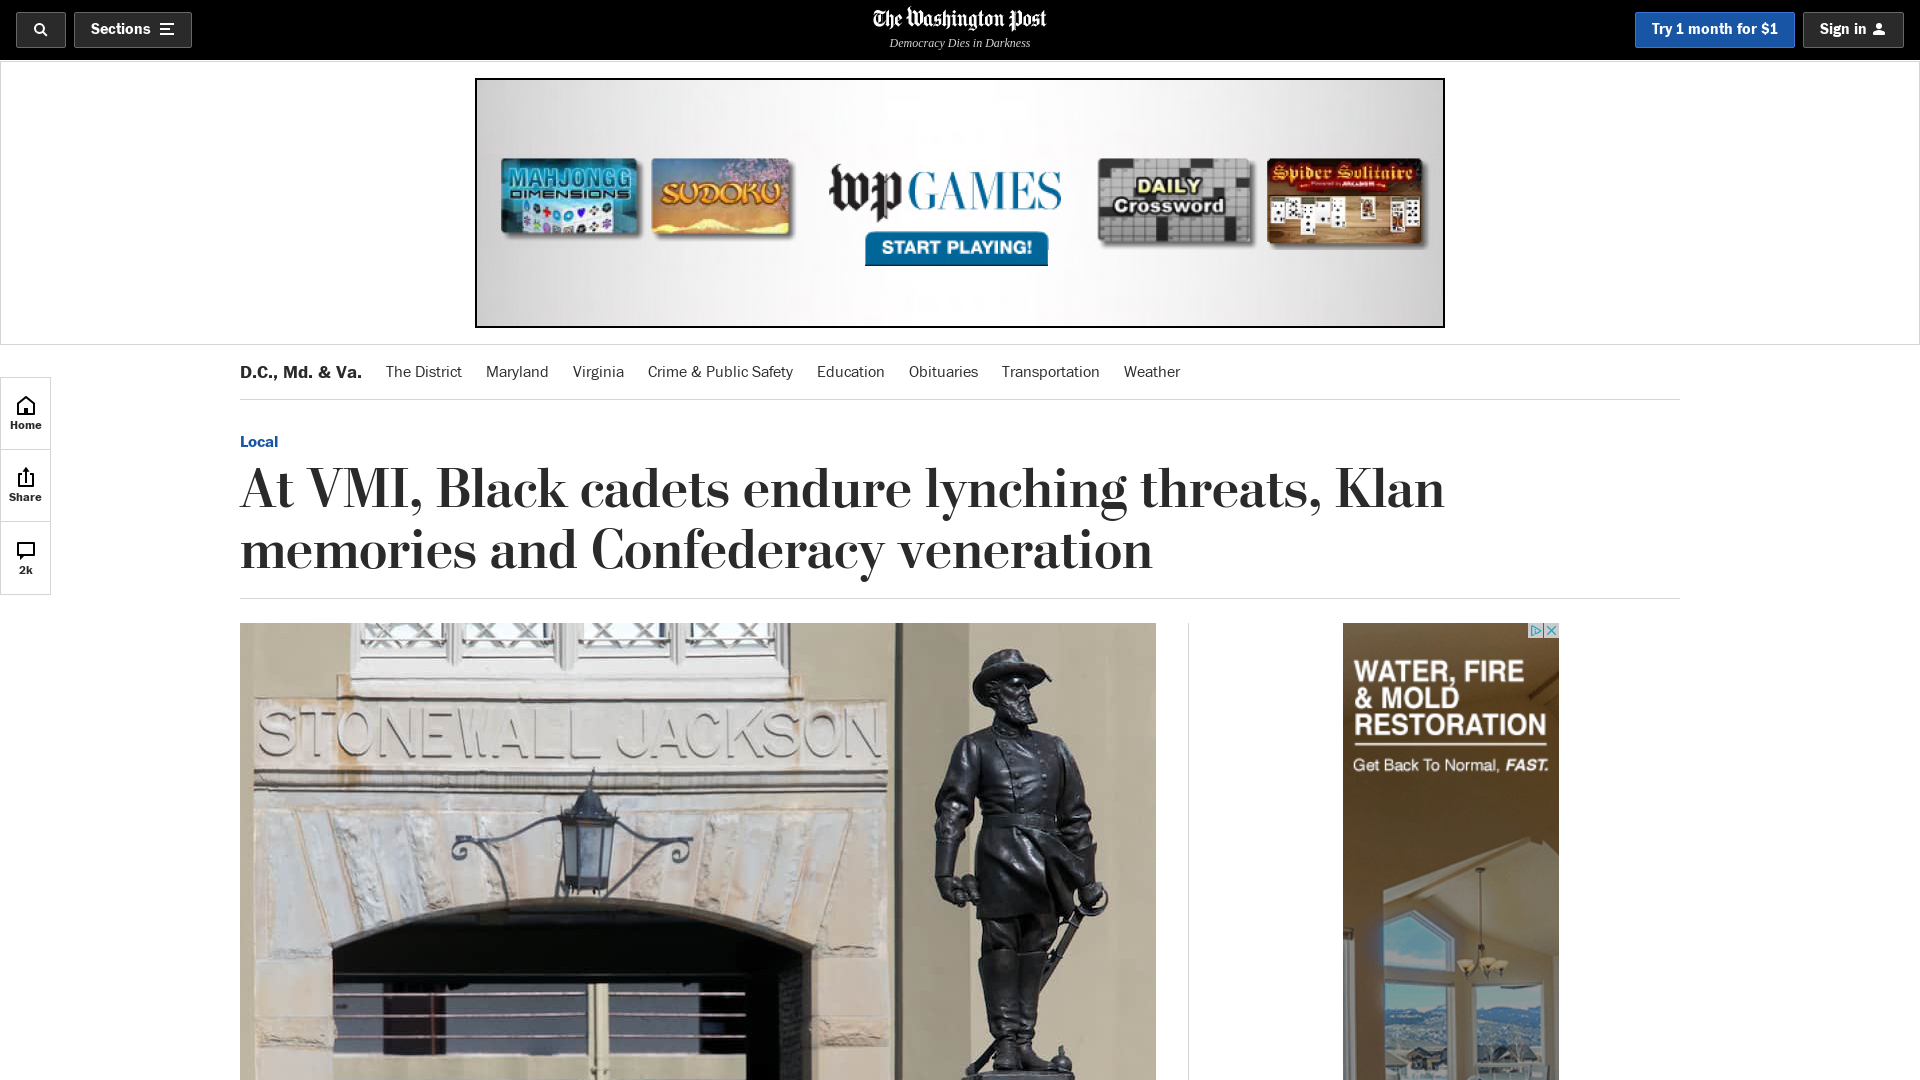 Sections
The Washington Post
Democracy Dies in Darkness
Try 1 month for $1
Sign in
MAHJONGG
DIMENSIONS
SUDOKU
wp GAMES
START PLAYING!
DAILY
Crossword
Spider Solitaire
D.C., Md. & Va.
The District
Maryland
Virginia
Crime & Public Safety
Education
Obituaries
Transportation
Weather
Home
Share
2k
Local
At VMI, Black cadets endure lynching threats, Klan
memories and Confederacy veneration
STONEWALL JACKSON
WATER, FIRE
& MOLD
RESTORATION
Get Back To Normal, FAST.